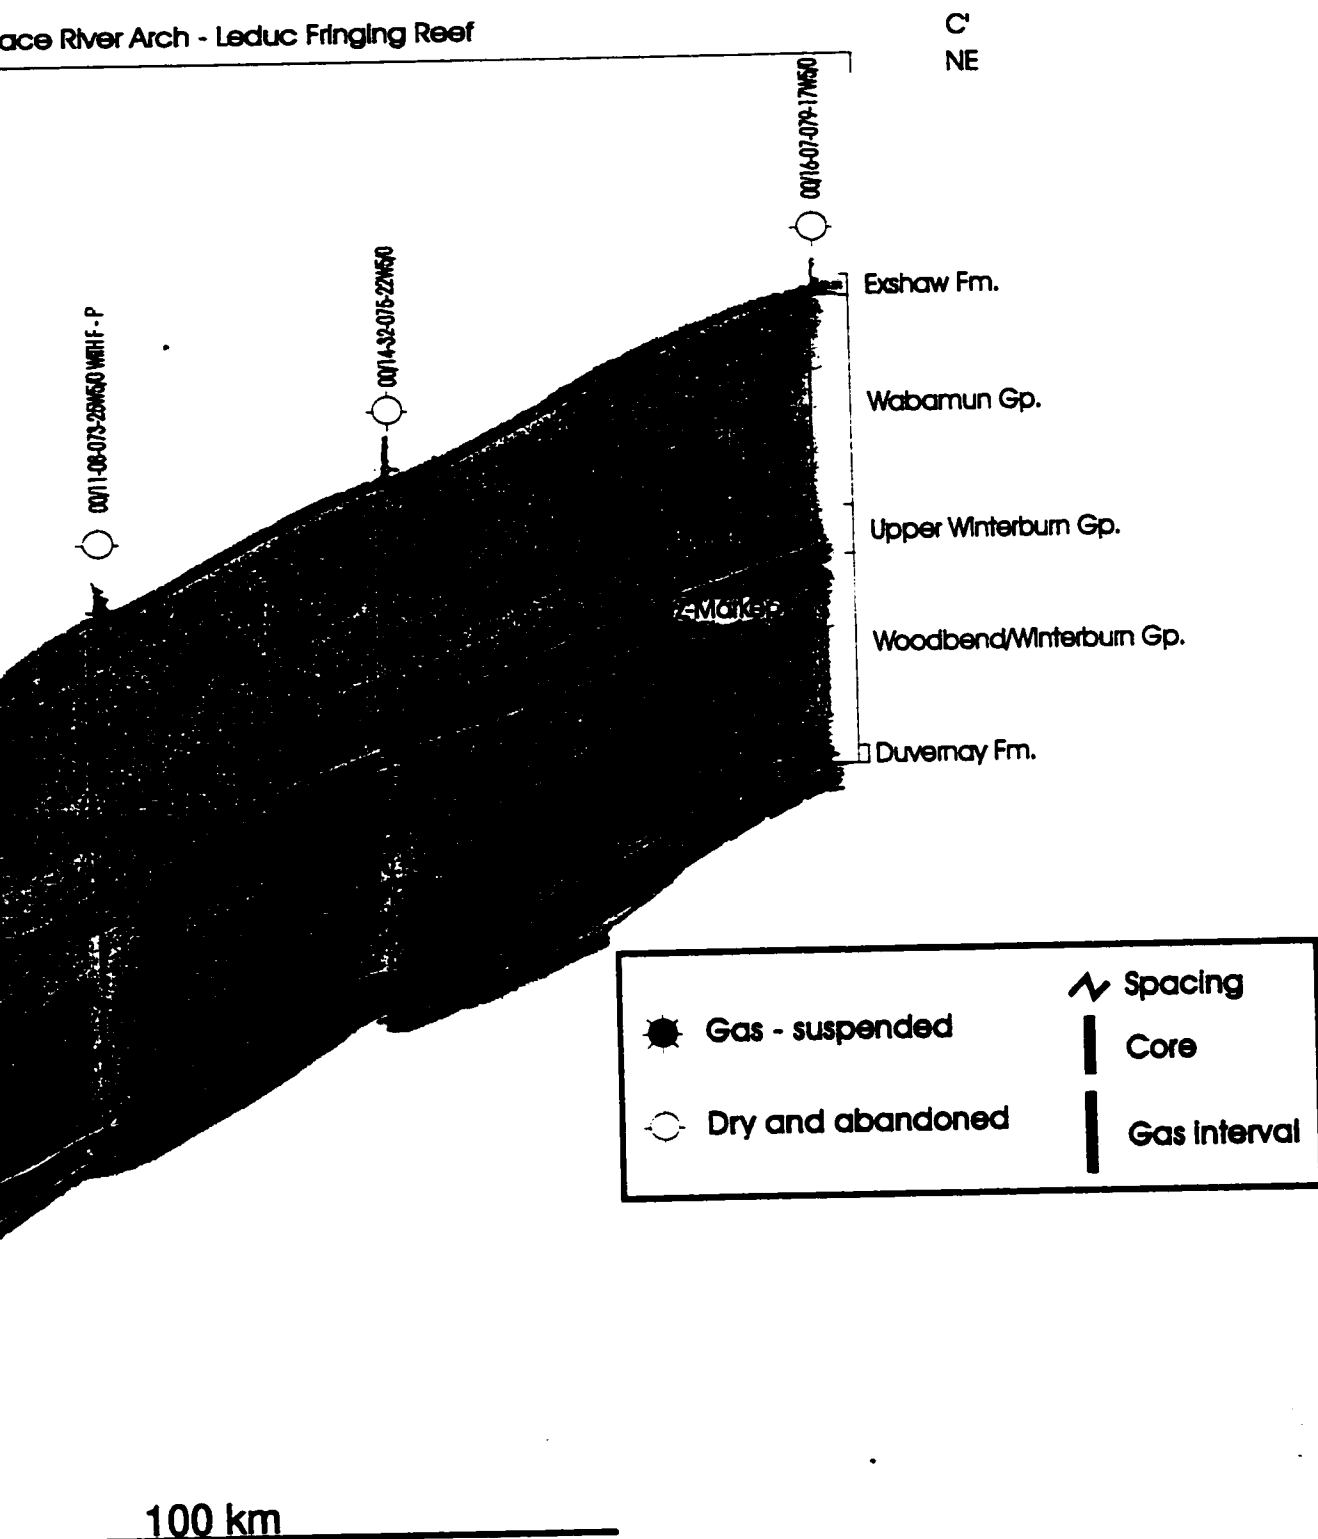 ace River Arch - Leduc Fringing Reef
C'
NE
00/16-07-079-17W5/0
00/14-32-075-22W5/0
00/11-08-073-25W5/0 WITH F - P
Exshaw Fm.
Wabamun Gp.
Upper Winterburn Gp.
Z-Marker
Woodbend/Winterburn Gp.
Duvernay Fm.
Spacing
Gas - suspended
Core
Dry and abandoned
Gas interval
100 km